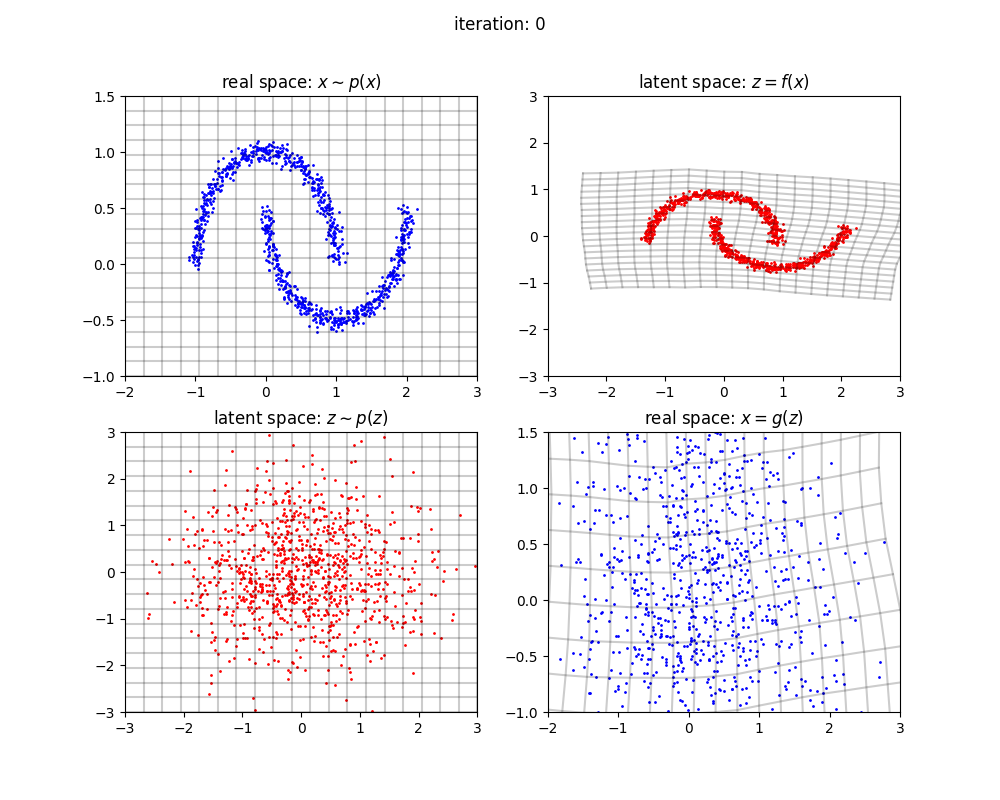 iteration: 0
real space: x ~ p(x)
latent space: z = f(x)
1.5
1.0
0.5
0.0
−0.5
−1.0
−2 −1 0 1 2 3
3
2
1
0
−1
−2
−3
−3 −2 −1 0 1 2 3
latent space: z ~ p(z)
real space: x = g(z)
3
2
1
0
−1
−2
−3
−3 −2 −1 0 1 2 3
1.5
1.0
0.5
0.0
−0.5
−1.0
−2 −1 0 1 2 3